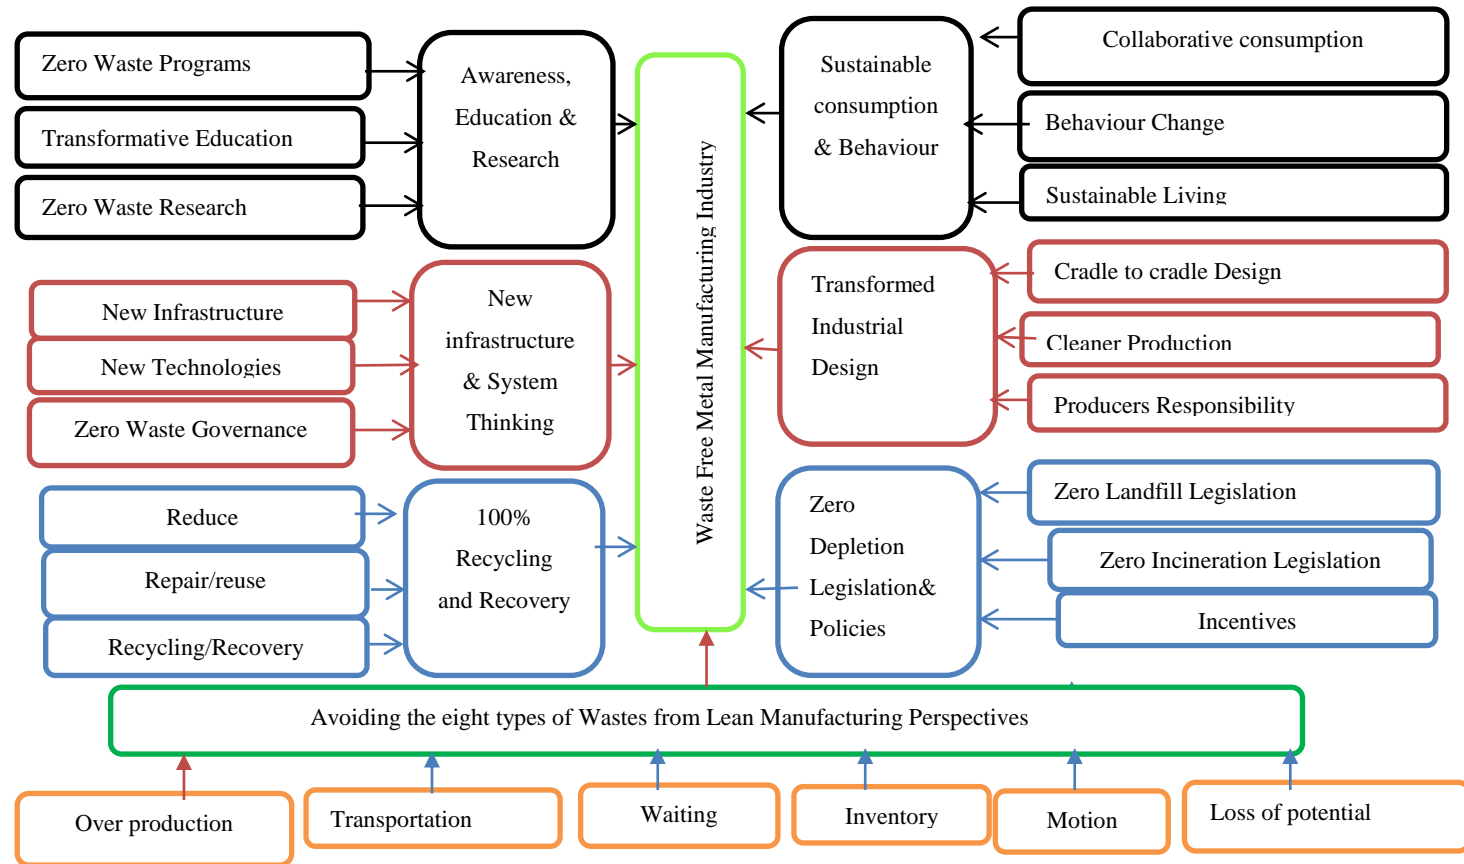 Zero Waste Programs
Transformative Education
Zero Waste Research
Awareness,
Education &
Research
New Infrastructure
New Technologies
Zero Waste Governance
New
infrastructure
& System
Thinking
Reduce
Repair/reuse
Recycling/Recovery
100%
Recycling
and Recovery
Waste Free Metal Manufacturing Industry
Sustainable
consumption
& Behaviour
Collaborative consumption
Behaviour Change
Sustainable Living
Transformed
Industrial
Design
Cradle to cradle Design
Cleaner Production
Producers Responsibility
Zero
Depletion
Legislation&
Policies
Zero Landfill Legislation
Zero Incineration Legislation
Incentives
Avoiding the eight types of Wastes from Lean Manufacturing Perspectives
Over production
Transportation
Waiting
Inventory
Motion
Loss of potential